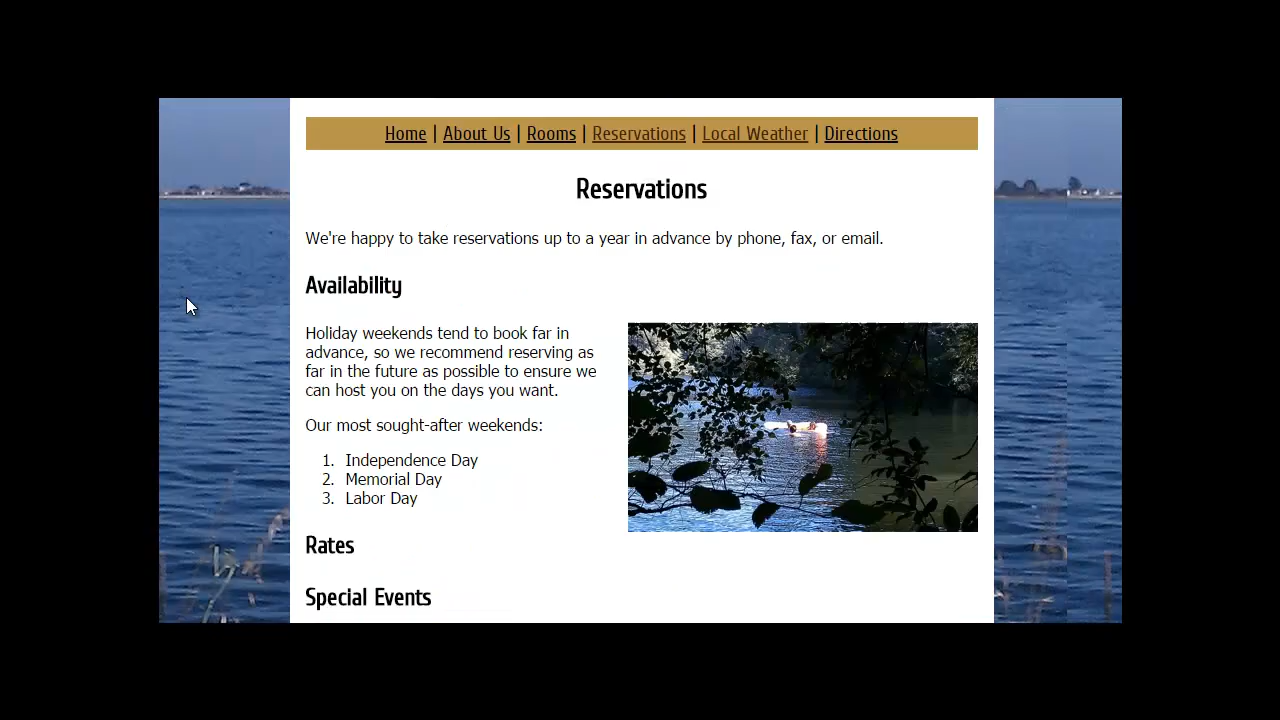 Home | About Us | Rooms | Reservations | Local Weather | Directions
Reservations
We're happy to take reservations up to a year in advance by phone, fax, or email.
Availability
Holiday weekends tend to book far in
advance, so we recommend reserving as
far in the future as possible to ensure we
can host you on the days you want.
Our most sought-after weekends:
1. Independence Day
2. Memorial Day
3. Labor Day
Rates
Special Events